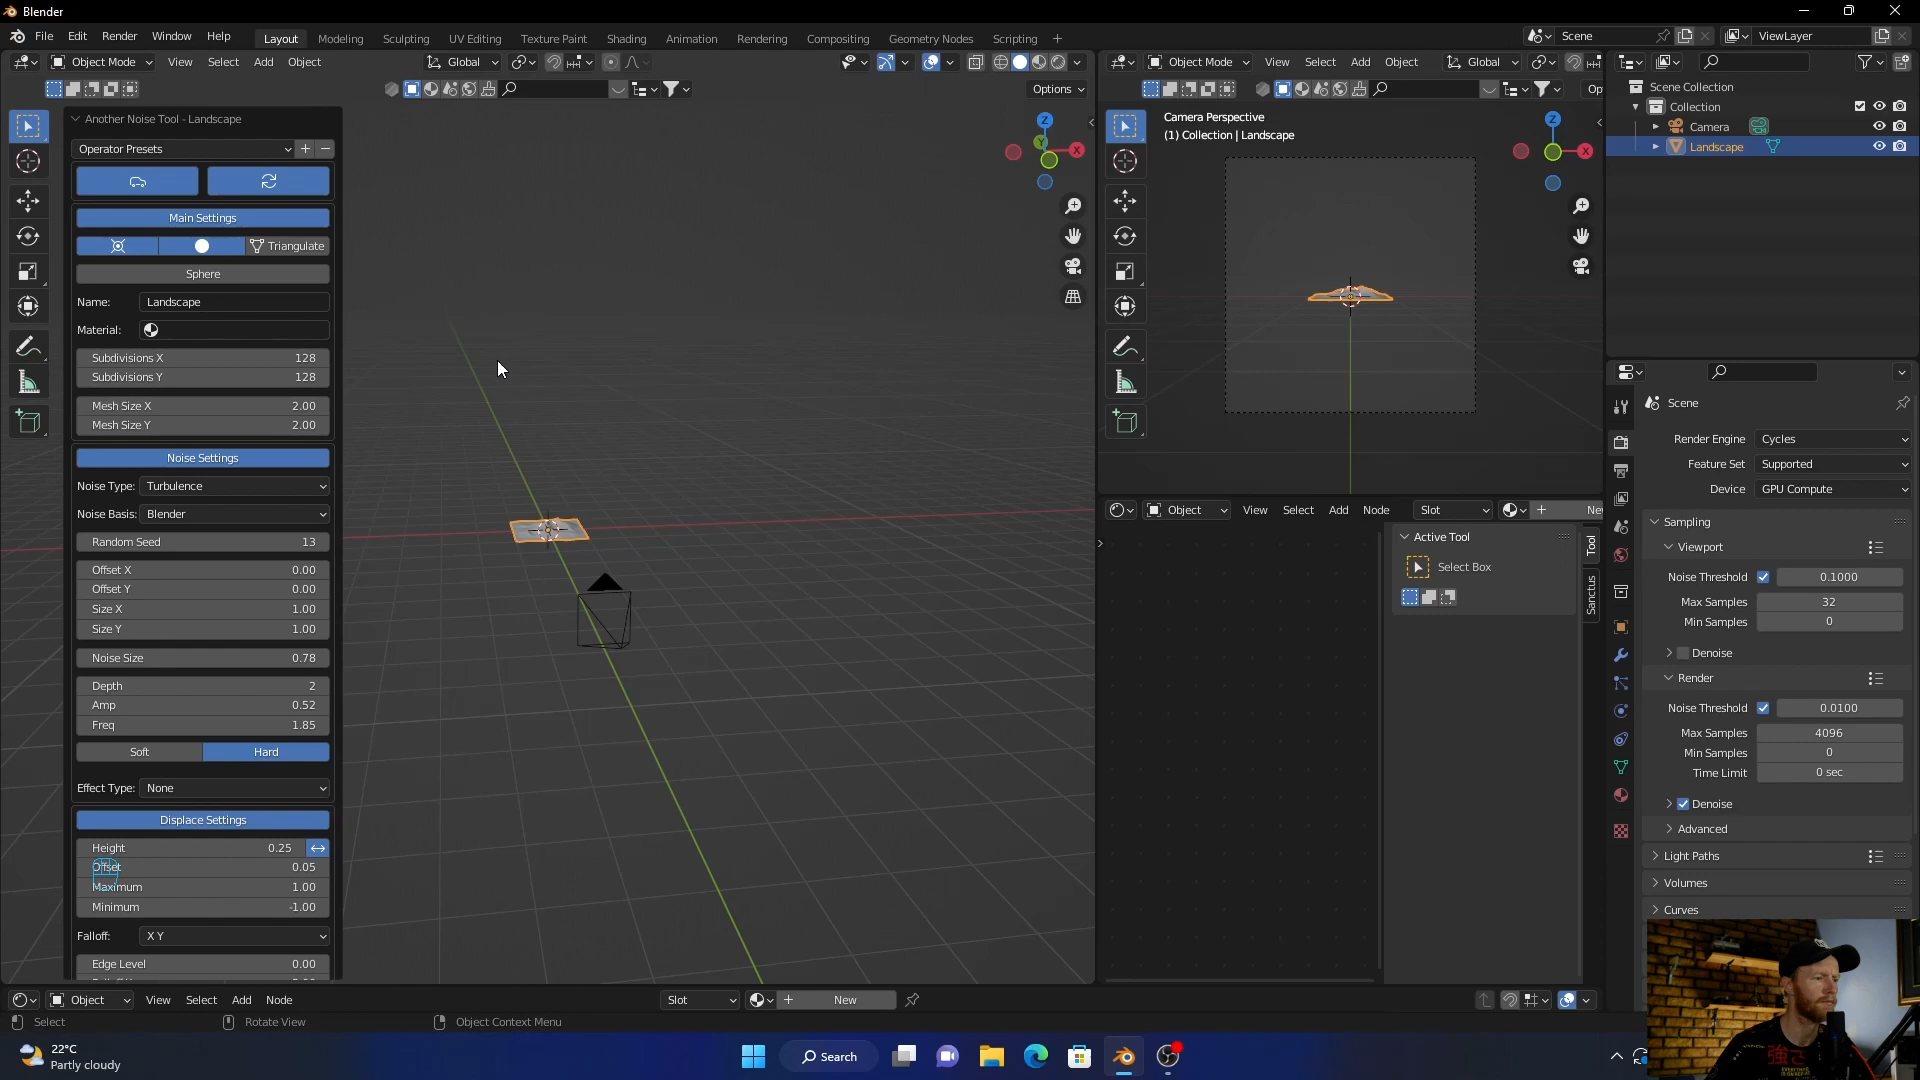 Blender
File Edit Render Window Help Layout Modeling Sculpting UV Editing Texture Paint Shading Animation Rendering Compositing Geometry Nodes Scripting + Scene ViewLayer
Object Mode View Select Add Object Global
Object Mode View Select Add Object Global
Options
Another Noise Tool - Landscape
Operator Presets
Main Settings
Triangulate
Sphere
Name: Landscape
Material:
Subdivisions X 128
Subdivisions Y 128
Mesh Size X 2.00
Mesh Size Y 2.00
Noise Settings
Noise Type: Turbulence
Noise Basis: Blender
Random Seed 13
Offset X 0.00
Offset Y 0.00
Size X 1.00
Size Y 1.00
Noise Size 0.78
Depth 2
Amp 0.52
Freq 1.85
Soft Hard
Effect Type: None
Displace Settings
Height 0.25
Offset 0.05
Maximum 1.00
Minimum -1.00
Falloff: X Y
Edge Level 0.00
Z
Y
X
Op
Camera Perspective
(1) Collection | Landscape
Z
X
Object View Select Add Node Slot
Active Tool
Select Box
Tool
Sanctus
Scene Collection
Collection
Camera
Landscape
Scene
Render Engine Cycles
Feature Set Supported
Device GPU Compute
Sampling
Viewport
Noise Threshold 0.1000
Max Samples 32
Min Samples 0
Denoise
Render
Noise Threshold 0.0100
Max Samples 4096
Min Samples 0
Time Limit 0 sec
Denoise
Advanced
Light Paths
Volumes
Curves
Object View Select Add Node Slot New
Select Rotate View Object Context Menu
22°C
Partly cloudy
Search